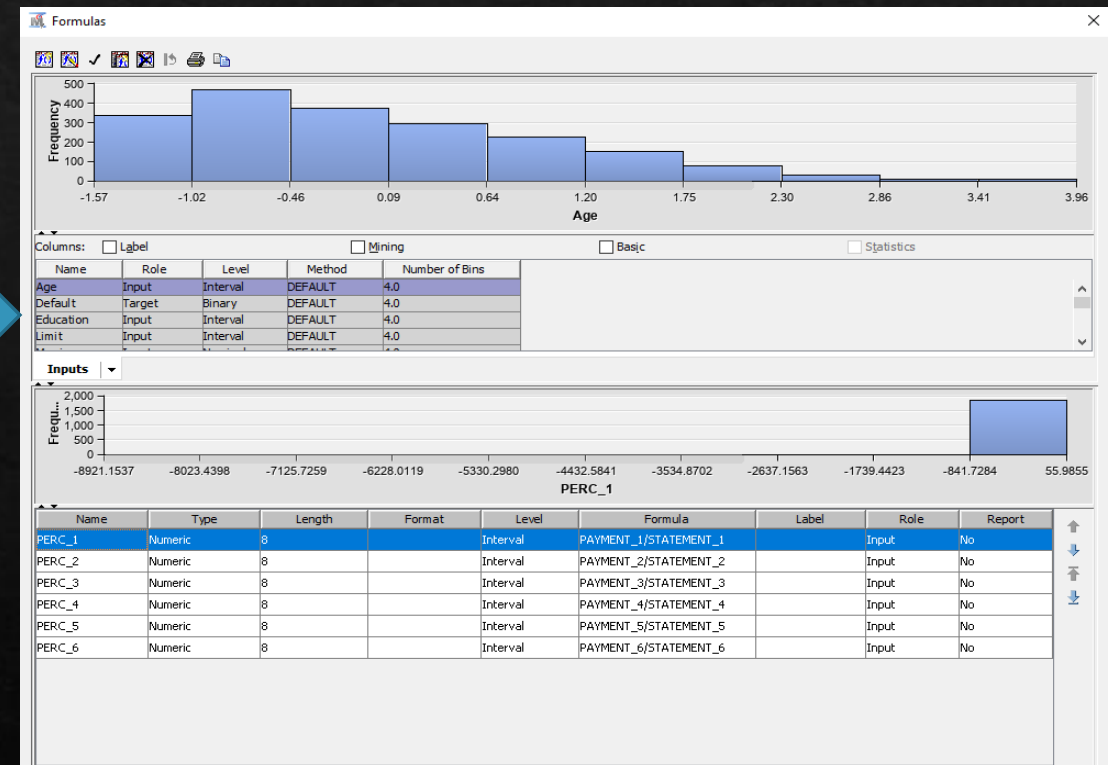 Formulas
500
400
300
200
100
0
Frequency
-1.57 -1.02 -0.46 0.09 0.64 1.20 1.75 2.30 2.86 3.41 3.96
Age
Columns: Label Mining Basic Statistics
Name Role Level Method Number of Bins
Age Input Interval DEFAULT 4.0
Default Target Binary DEFAULT 4.0
Education Input Interval DEFAULT 4.0
Limit Input Interval DEFAULT 4.0
Inputs
2,000
1,500
1,000
500
0
Frequ...
-8921.1537 -8023.4398 -7125.7259 -6228.0119 -5330.2980 -4432.5841 -3534.8702 -2637.1563 -1739.4423 -841.7284 55.9855
PERC_1
Name Type Length Format Level Formula Label Role Report
PERC_1 Numeric 8 Interval PAYMENT_1/STATEMENT_1 Input No
PERC_2 Numeric 8 Interval PAYMENT_2/STATEMENT_2 Input No
PERC_3 Numeric 8 Interval PAYMENT_3/STATEMENT_3 Input No
PERC_4 Numeric 8 Interval PAYMENT_4/STATEMENT_4 Input No
PERC_5 Numeric 8 Interval PAYMENT_5/STATEMENT_5 Input No
PERC_6 Numeric 8 Interval PAYMENT_6/STATEMENT_6 Input No